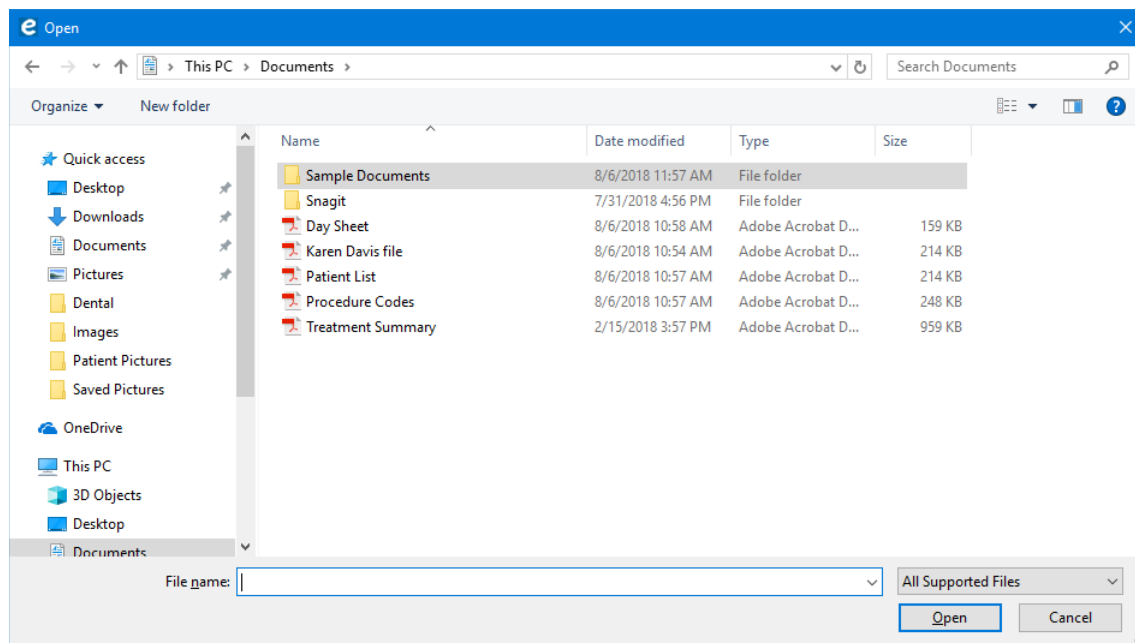 Open
This PC > Documents >
Search Documents
Organize
New folder
Name
Date modified
Type
Size
Quick access
Desktop
Downloads
Documents
Pictures
Dental
Images
Patient Pictures
Saved Pictures
OneDrive
This PC
3D Objects
Desktop
Documents
Sample Documents 8/6/2018 11:57 AM File folder
Snagit 7/31/2018 4:56 PM File folder
Day Sheet 8/6/2018 10:58 AM Adobe Acrobat D... 159 KB
Karen Davis file 8/6/2018 10:54 AM Adobe Acrobat D... 214 KB
Patient List 8/6/2018 10:57 AM Adobe Acrobat D... 214 KB
Procedure Codes 8/6/2018 10:57 AM Adobe Acrobat D... 248 KB
Treatment Summary 2/15/2018 3:57 PM Adobe Acrobat D... 959 KB
File name:
All Supported Files
Open
Cancel